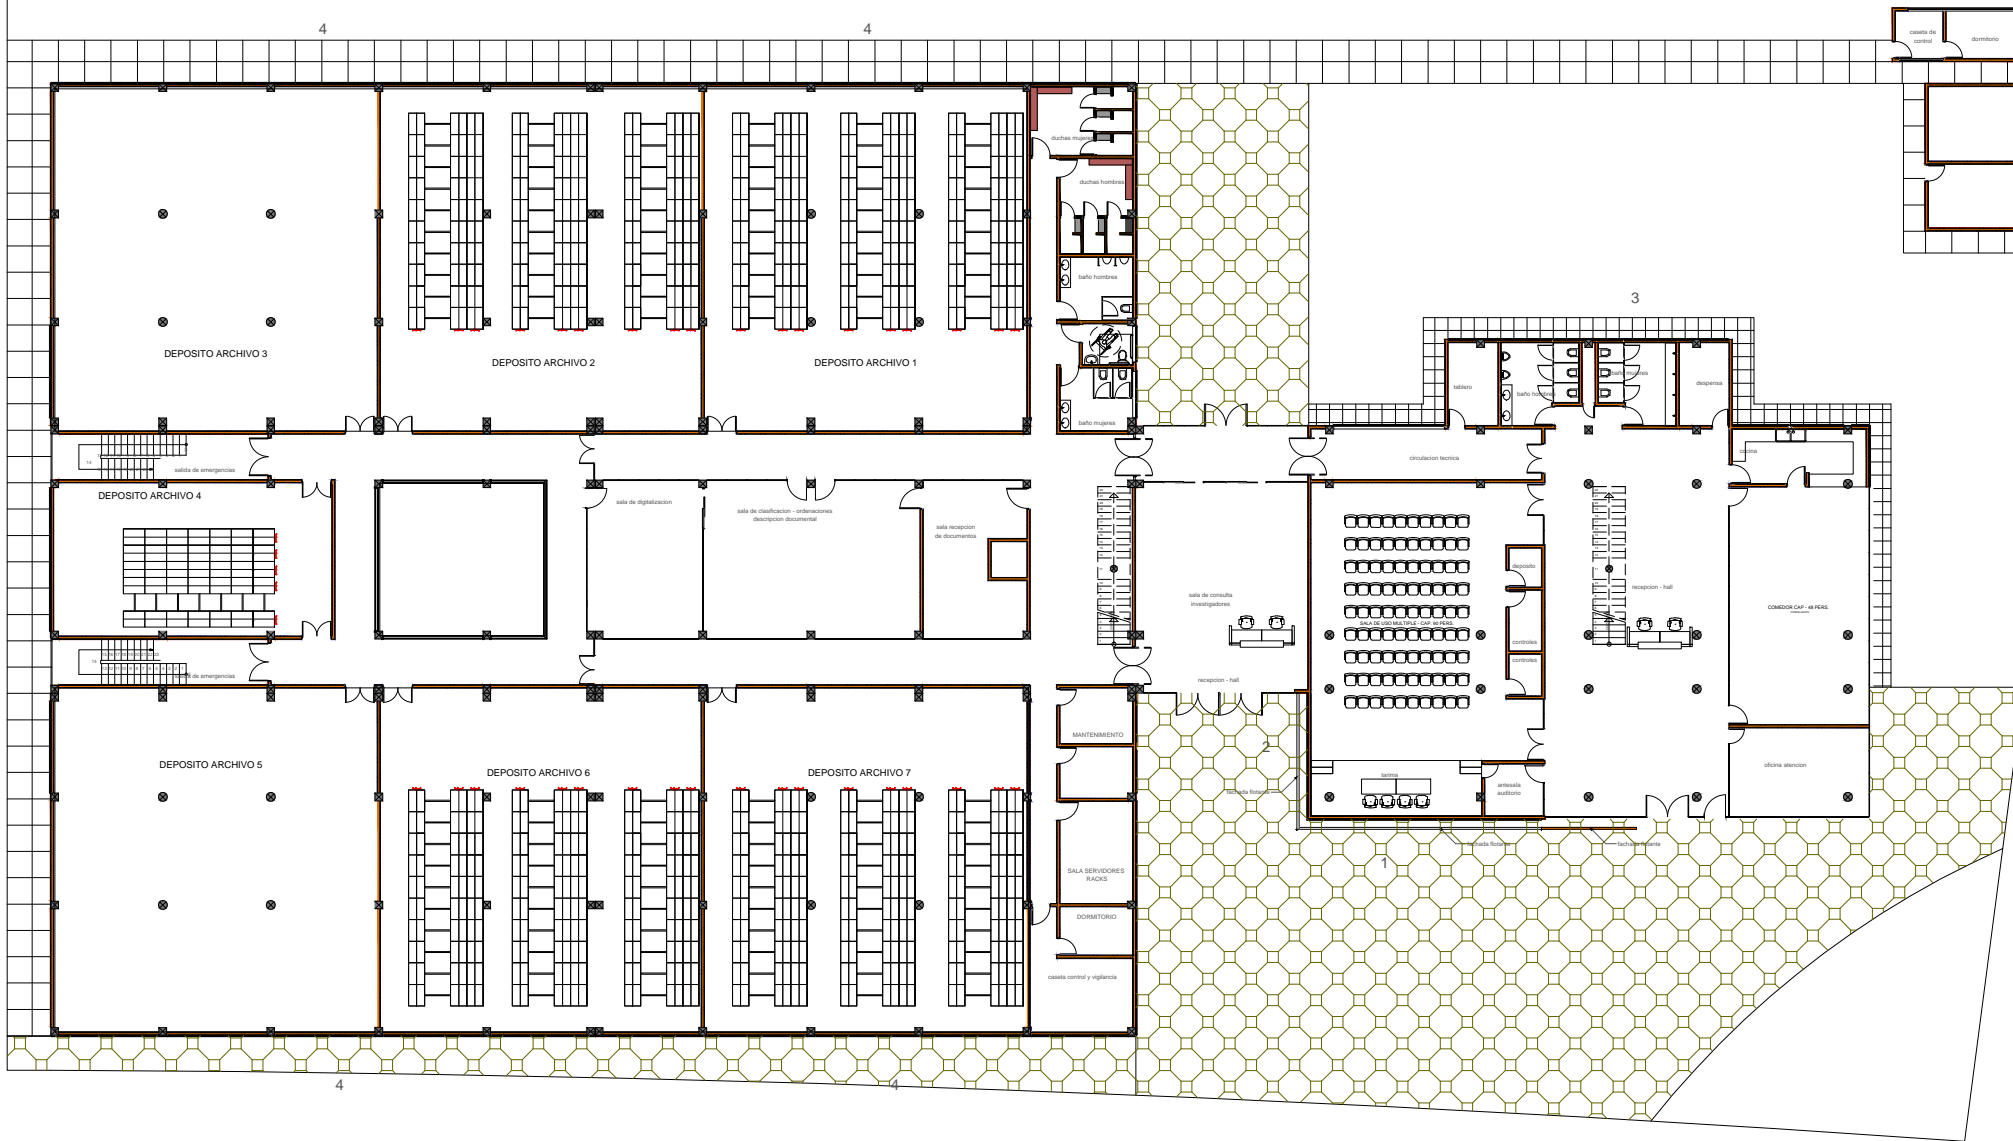 4
4
caseta de
control
dormitorio
duchas mujeres
duchas hombres
baño hombres
3
DEPOSITO ARCHIVO 3
DEPOSITO ARCHIVO 2
DEPOSITO ARCHIVO 1
tablero
baño hombres
baño mujeres
despensa
baño mujeres
salida de emergencias
14
circulacion tecnica
cocina
DEPOSITO ARCHIVO 4
sala de digitalizacion
sala de clasificacion - ordenaciones
descripcion documental
sala recepcion
de documentos
deposito
recepcion - hall
sala de consulta
investigadores
COMEDOR CAP - 48 PERS.
SALA DE USO MULTIPLE - CAP. 90 PERS.
controles
controles
14
salida de emergencias
recepcion - hall
MANTENIMIENTO
2
DEPOSITO ARCHIVO 5
DEPOSITO ARCHIVO 6
DEPOSITO ARCHIVO 7
oficina atencion
tarima
antesala
auditorio
fachada flotante
fachada flotante
fachada flotante
1
SALA SERVIDORES
RACKS
DORMITORIO
caseta control y vigilancia
4
4